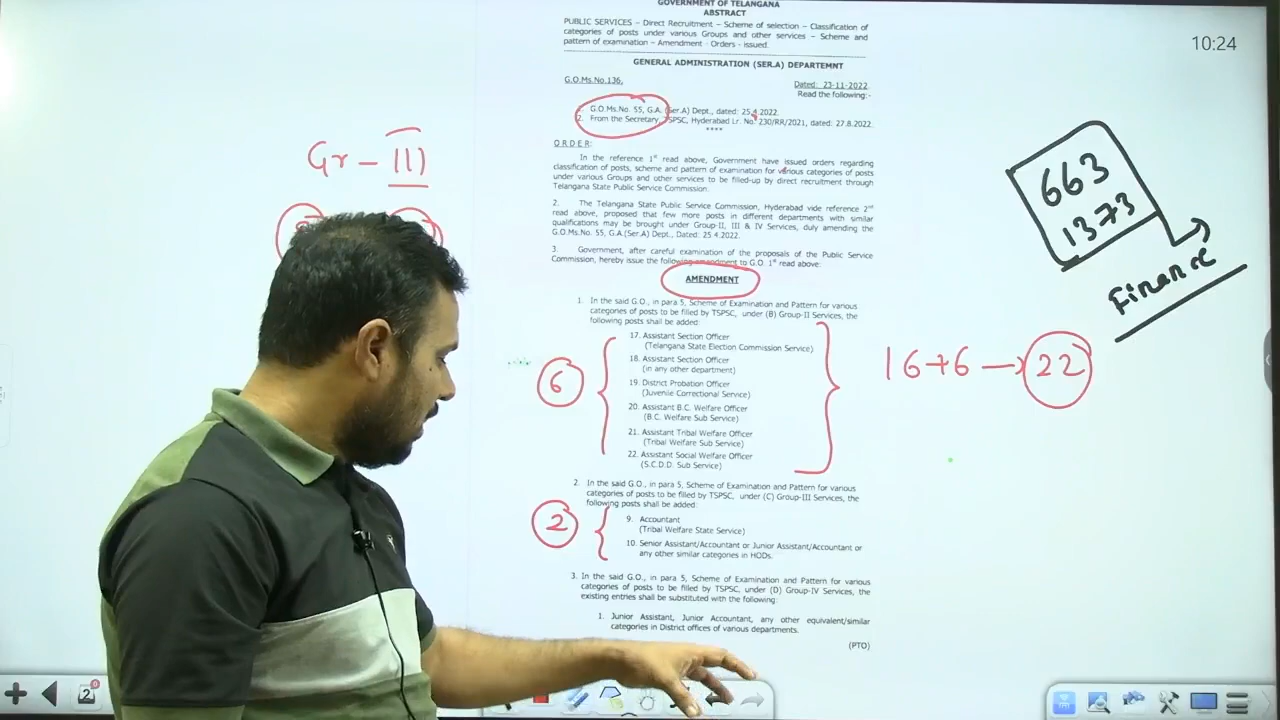 GOVERNMENT OF TELANGANA
ABSTRACT
PUBLIC SERVICES – Direct Recruitment – Scheme of selection – Classification of
categories of posts under various Groups and other services – Scheme and
pattern of examination – Amendment – Orders - issued.
GENERAL ADMINISTRATION (SER.A) DEPARTEMNT
G.O.Ms.No.136,
Dated: 23-11-2022
Read the following:-
1. G.O.Ms.No. 55, G.A. (Ser.A) Dept., dated: 25.4.2022.
2. From the Secretary, TSPSC, Hyderabad Lr. No. 230/RR/2021, dated: 27.8.2022.
****
O R D E R:
In the reference 1st read above, Government have issued orders regarding
classification of posts, scheme and pattern of examination for various categories of posts
under various Groups and other services to be filled-up by direct recruitment through
Telangana State Public Service Commission.
2. The Telangana State Public Service Commission, Hyderabad vide reference 2nd
read above, proposed that few more posts in different departments with similar
qualifications may be brought under Group-II, III & IV Services, duly amending the
G.O.Ms.No. 55, G.A.(Ser.A) Dept., Dated: 25.4.2022.
3. Government, after careful examination of the proposals of the Public Service
Commission, hereby issue the following amendment to G.O. 1st read above:
AMENDMENT
1. In the said G.O., in para 5, Scheme of Examination and Pattern for various
categories of posts to be filled by TSPSC, under (B) Group-II Services, the
following posts shall be added:
17. Assistant Section Officer
(Telangana State Election Commission Service)
18. Assistant Section Officer
(in any other department)
19. District Probation Officer
(Juvenile Correctional Service)
20. Assistant B.C. Welfare Officer
(B.C. Welfare Sub Service)
21. Assistant Tribal Welfare Officer
(Tribal Welfare Sub Service)
22. Assistant Social Welfare Officer
(S.C.D.D. Sub Service)
2. In the said G.O., in para 5, Scheme of Examination and Pattern for various
categories of posts to be filled by TSPSC, under (C) Group-III Services, the
following posts shall be added:
9. Accountant
(Tribal Welfare State Service)
10. Senior Assistant/Accountant or Junior Assistant/Accountant or
any other similar categories in HODs.
3. In the said G.O., in para 5, Scheme of Examination and Pattern for various
categories of posts to be filled by TSPSC, under (D) Group-IV Services, the
existing entries shall be substituted with the following:
1. Junior Assistant, Junior Accountant, any other equivalent/similar
categories in District offices of various departments.
(PTO)
Gr – III
6
2
10:24
663
1373
Finance
16+6 → 22
2